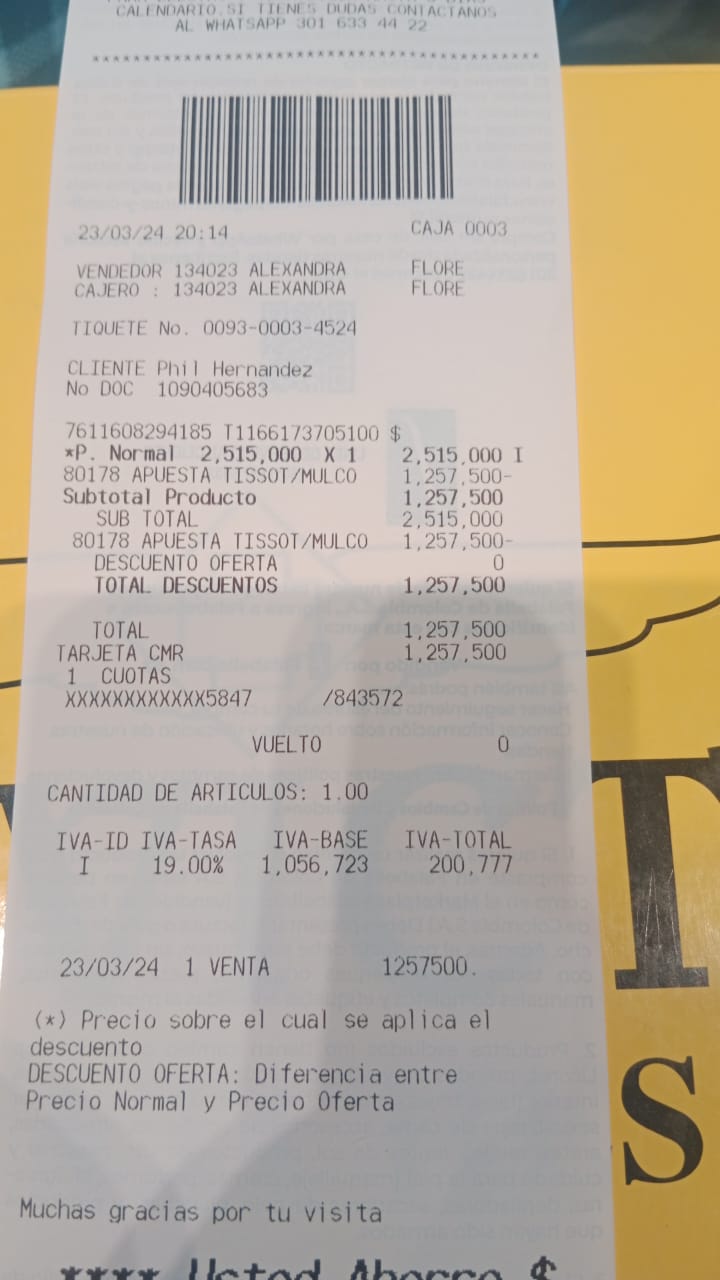 CALENDARIO.SI TIENES DUDAS CONTACTANOS
AL WHATSAPP 301 633 44 22
******************************************
23/03/24 20:14 CAJA 0003
VENDEDOR 134023 ALEXANDRA FLORE
CAJERO : 134023 ALEXANDRA FLORE
TIQUETE No. 0093-0003-4524
CLIENTE Phil Hernandez
No DOC 1090405683
7611608294185 T1166173705100 $
*P. Normal 2,515,000 X 1 2,515,000 I
80178 APUESTA TISSOT/MULCO 1,257,500-
Subtotal Producto 1,257,500
SUB TOTAL 2,515,000
80178 APUESTA TISSOT/MULCO 1,257,500-
DESCUENTO OFERTA 0
TOTAL DESCUENTOS 1,257,500
TOTAL 1,257,500
TARJETA CMR 1,257,500
1 CUOTAS
XXXXXXXXXXXX5847 /843572
VUELTO 0
CANTIDAD DE ARTICULOS: 1.00
IVA-ID IVA-TASA IVA-BASE IVA-TOTAL
I 19.00% 1,056,723 200,777
23/03/24 1 VENTA 1257500.
(*) Precio sobre el cual se aplica el
descuento
DESCUENTO OFERTA: Diferencia entre
Precio Normal y Precio Oferta
Muchas gracias por tu visita
**** Usted Ahorro $
T
S